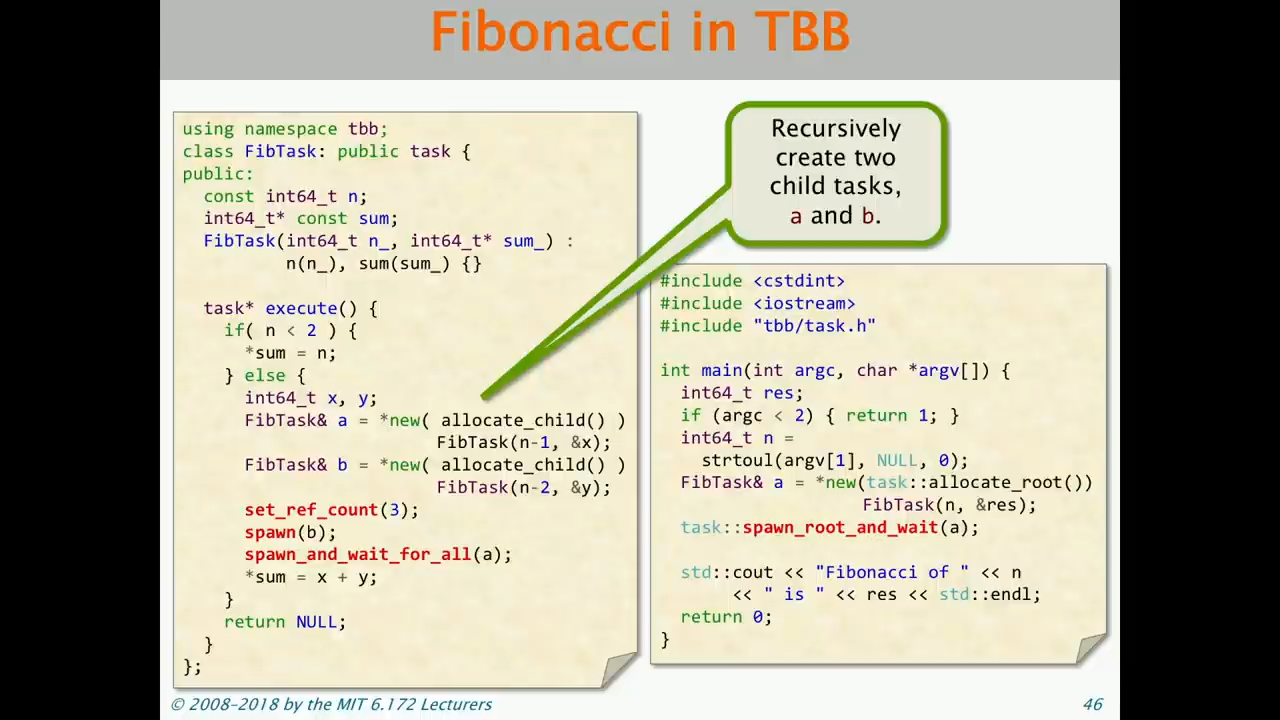 Fibonacci in TBB
using namespace tbb;
class FibTask: public task {
public:
  const int64_t n;
  int64_t* const sum;
  FibTask(int64_t n_, int64_t* sum_) :
          n(n_), sum(sum_) {}

  task* execute() {
    if( n < 2 ) {
      *sum = n;
    } else {
      int64_t x, y;
      FibTask& a = *new( allocate_child() )
                        FibTask(n-1, &x);
      FibTask& b = *new( allocate_child() )
                        FibTask(n-2, &y);
      set_ref_count(3);
      spawn(b);
      spawn_and_wait_for_all(a);
      *sum = x + y;
    }
    return NULL;
  }
};
Recursively
create two
child tasks,
a and b.
#include <cstdint>
#include <iostream>
#include "tbb/task.h"

int main(int argc, char *argv[]) {
  int64_t res;
  if (argc < 2) { return 1; }
  int64_t n =
    strtoul(argv[1], NULL, 0);
  FibTask& a = *new(task::allocate_root())
                    FibTask(n, &res);
  task::spawn_root_and_wait(a);

  std::cout << "Fibonacci of " << n
       << " is " << res << std::endl;
  return 0;
}
© 2008–2018 by the MIT 6.172 Lecturers
46